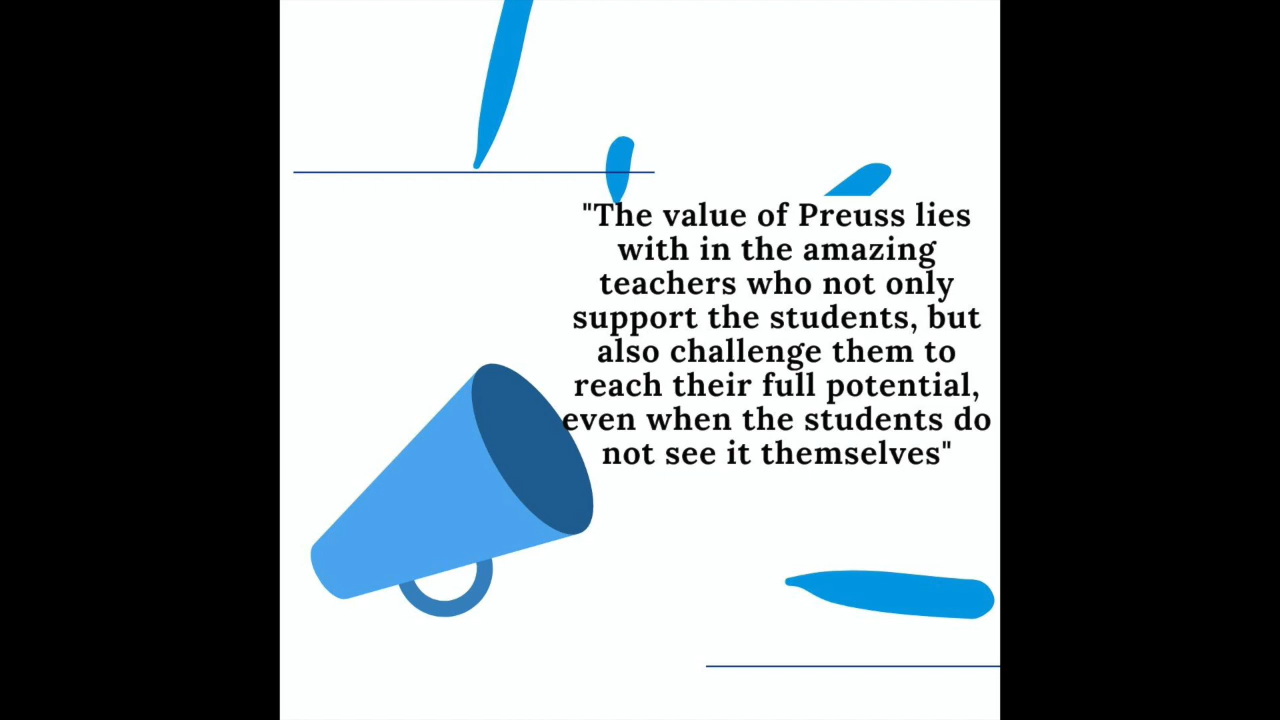 "The value of Preuss lies
with in the amazing
teachers who not only
support the students, but
also challenge them to
reach their full potential,
even when the students do
not see it themselves"